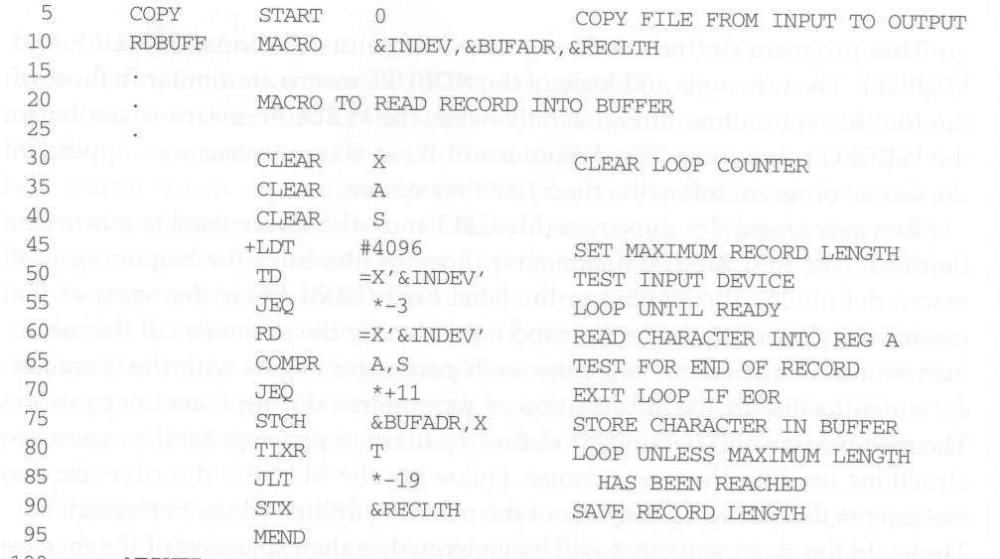 5 COPY START 0 COPY FILE FROM INPUT TO OUTPUT
10 RDBUFF MACRO &INDEV,&BUFADR,&RECLTH
15 .
20 . MACRO TO READ RECORD INTO BUFFER
25 .
30 CLEAR X CLEAR LOOP COUNTER
35 CLEAR A
40 CLEAR S
45 +LDT #4096 SET MAXIMUM RECORD LENGTH
50 TD =X'&INDEV' TEST INPUT DEVICE
55 JEQ *-3 LOOP UNTIL READY
60 RD =X'&INDEV' READ CHARACTER INTO REG A
65 COMPR A,S TEST FOR END OF RECORD
70 JEQ *+11 EXIT LOOP IF EOR
75 STCH &BUFADR,X STORE CHARACTER IN BUFFER
80 TIXR T LOOP UNLESS MAXIMUM LENGTH
85 JLT *-19 HAS BEEN REACHED
90 STX &RECLTH SAVE RECORD LENGTH
95 MEND